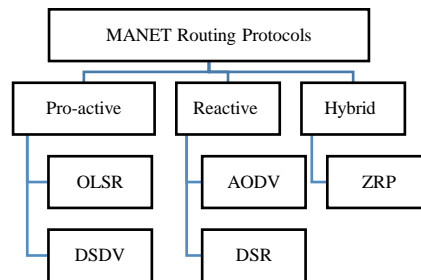 MANET Routing Protocols
Pro-active
Reactive
Hybrid
OLSR
AODV
ZRP
DSDV
DSR